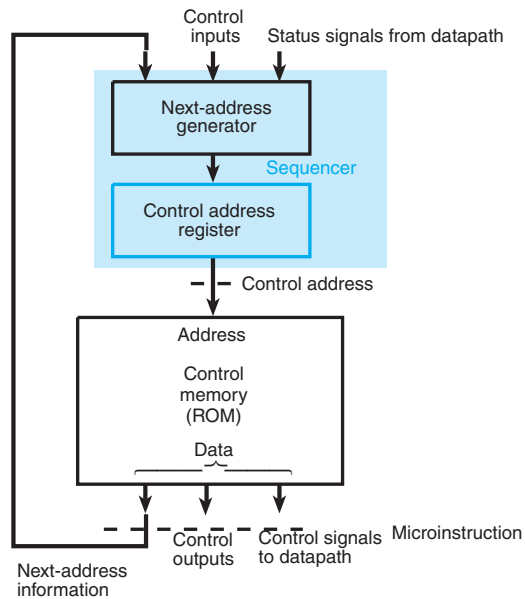 Control
inputs
Status signals from datapath
Next-address
generator
Sequencer
Control address
register
Control address
Address
Control
memory
(ROM)
Data
Microinstruction
Control
outputs
Control signals
to datapath
Next-address
information